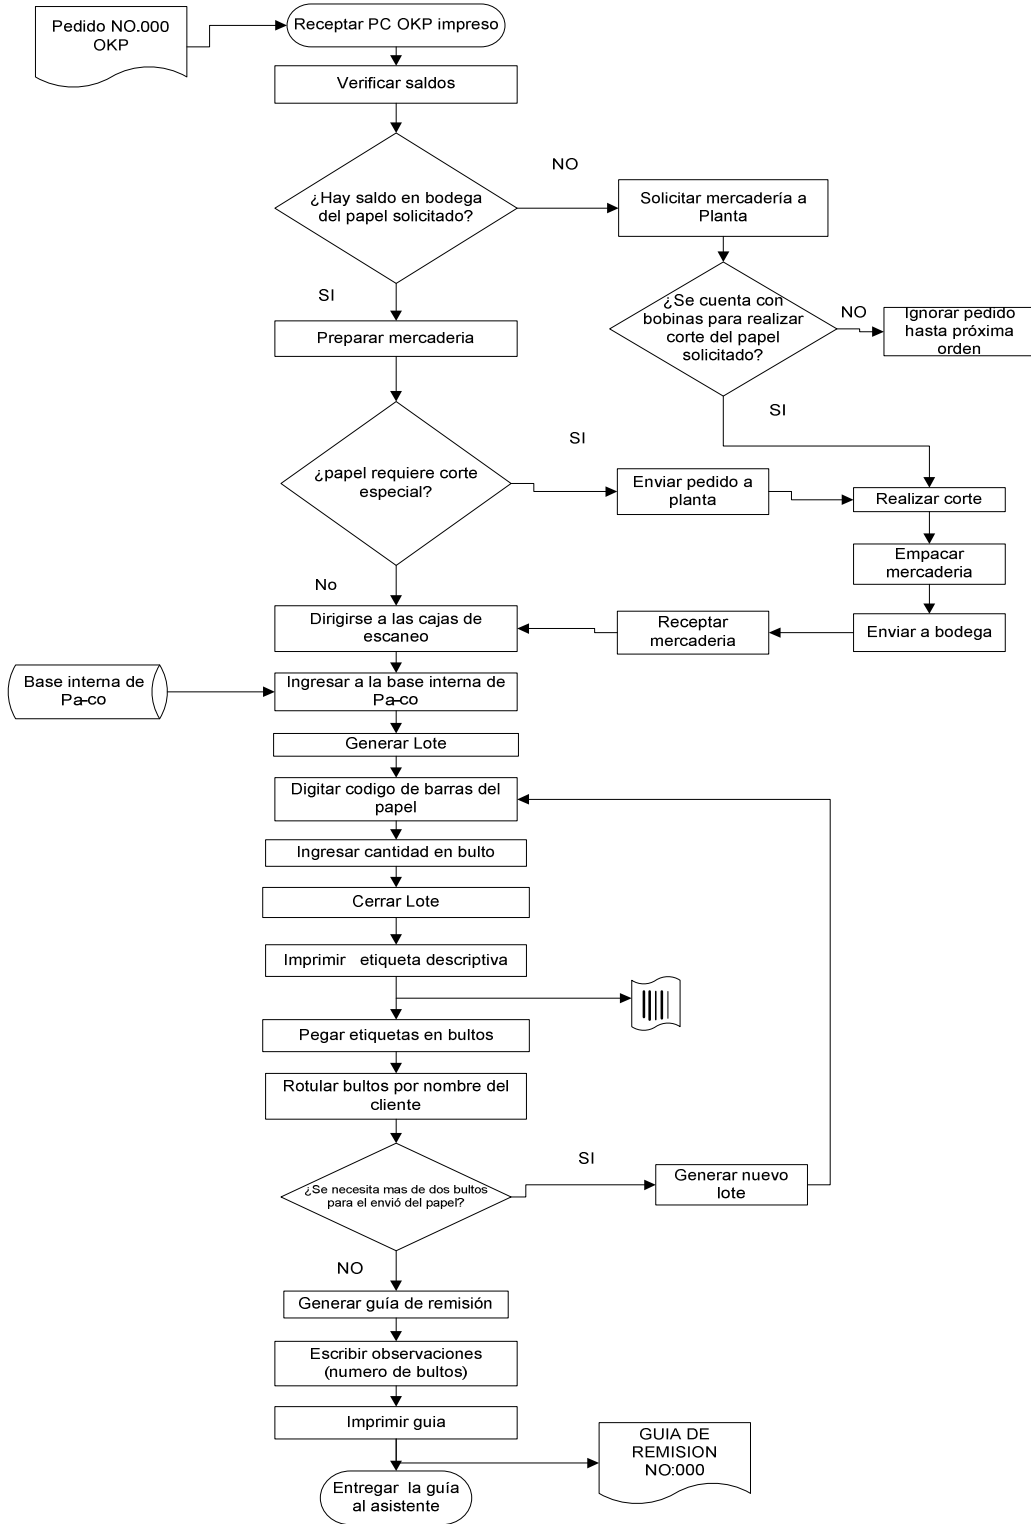 Pedido NO.000
OKP
Receptar PC OKP impreso
Verificar saldos
¿Hay saldo en bodega
del papel solicitado?
NO
Solicitar mercadería a
Planta
SI
¿Se cuenta con
bobinas para realizar
corte del papel
solicitado?
NO
Ignorar pedido
hasta próxima
orden
Preparar mercaderia
SI
¿papel requiere corte
especial?
SI
Enviar pedido a
planta
Realizar corte
Empacar
mercaderia
No
Dirigirse a las cajas de
escaneo
Receptar
mercaderia
Enviar a bodega
Base interna de
Pa-co
Ingresar a la base interna de
Pa-co
Generar Lote
Digitar codigo de barras del
papel
Ingresar cantidad en bulto
Cerrar Lote
Imprimir etiqueta descriptiva
Pegar etiquetas en bultos
Rotular bultos por nombre del
cliente
¿Se necesita mas de dos bultos
para el envió del papel?
SI
Generar nuevo
lote
NO
Generar guía de remisión
Escribir observaciones
(numero de bultos)
Imprimir guia
GUIA DE
REMISION
NO:000
Entregar la guía
al asistente